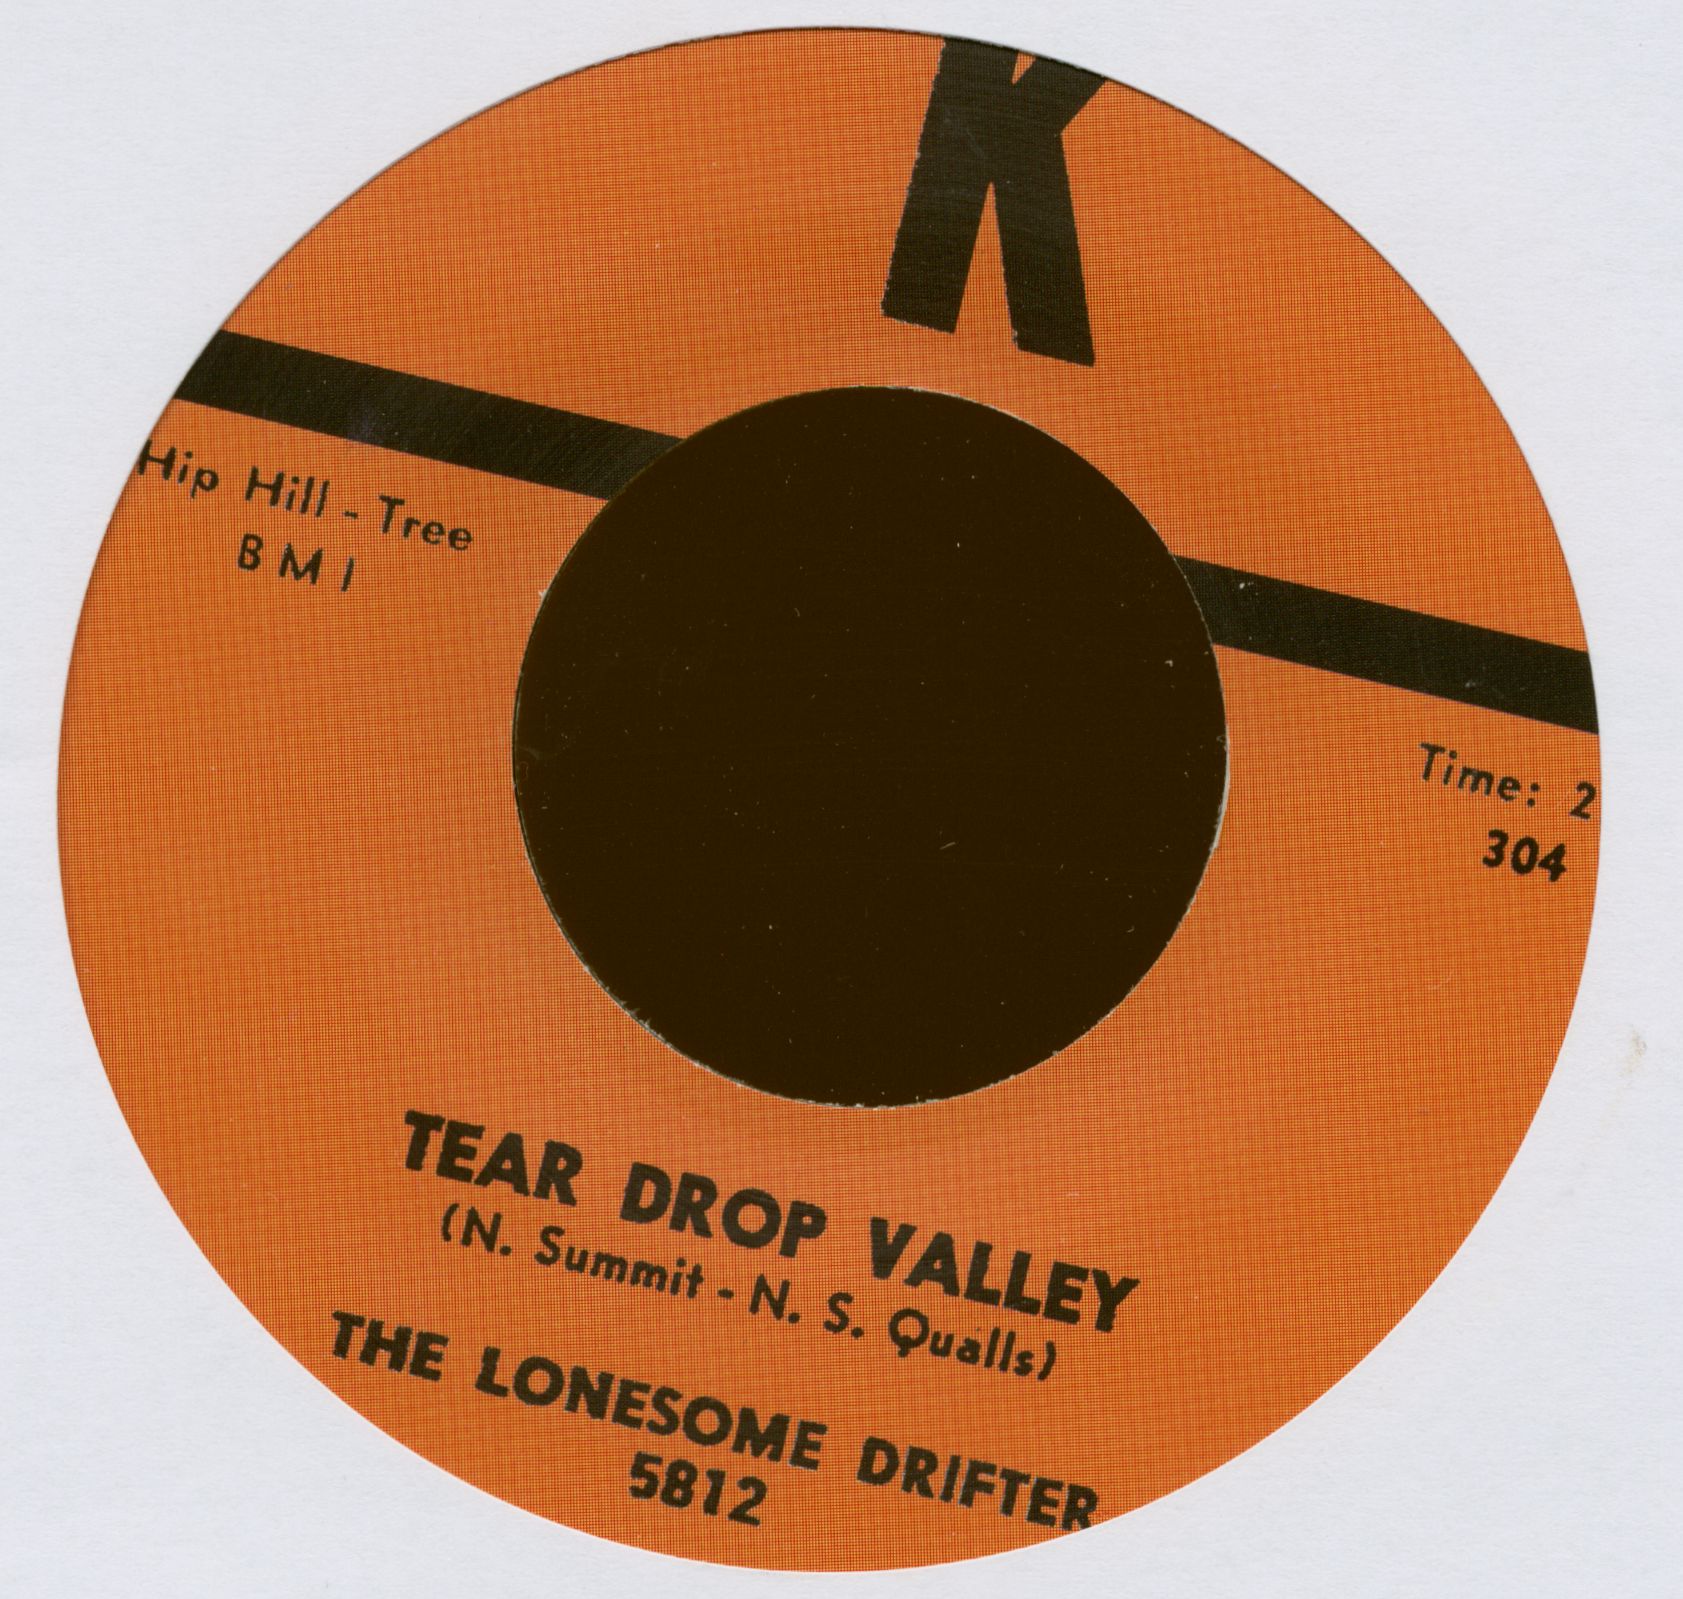 K
Hip Hill - Tree
B M I
Time: 2
304
TEAR DROP VALLEY
(N. Summit - N. S. Qualls)
THE LONESOME DRIFTER
5812